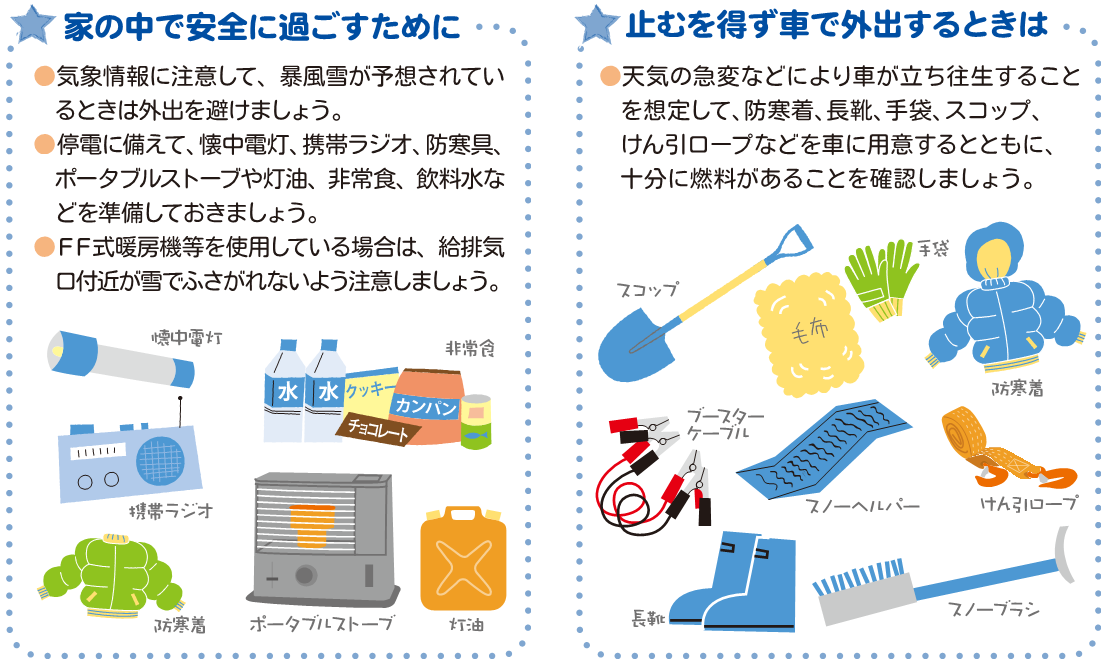 家の中で安全に過ごすために
●気象情報に注意して、暴風雪が予想されてい
るときは外出を避けましょう。
●停電に備えて、懐中電灯、携帯ラジオ、防寒具、
ポータブルストーブや灯油、非常食、飲料水な
どを準備しておきましょう。
●ＦＦ式暖房機等を使用している場合は、給排気
口付近が雪でふさがれないよう注意しましょう。
懐中電灯
非常食
水
水
クッキー
カンパン
チョコレート
携帯ラジオ
防寒着
ポータブルストーブ
灯油
止むを得ず車で外出するときは
●天気の急変などにより車が立ち往生すること
を想定して、防寒着、長靴、手袋、スコップ、
けん引ロープなどを車に用意するとともに、
十分に燃料があることを確認しましょう。
スコップ
毛布
手袋
防寒着
ブースター
ケーブル
スノーヘルパー
けん引ロープ
長靴
スノーブラシ